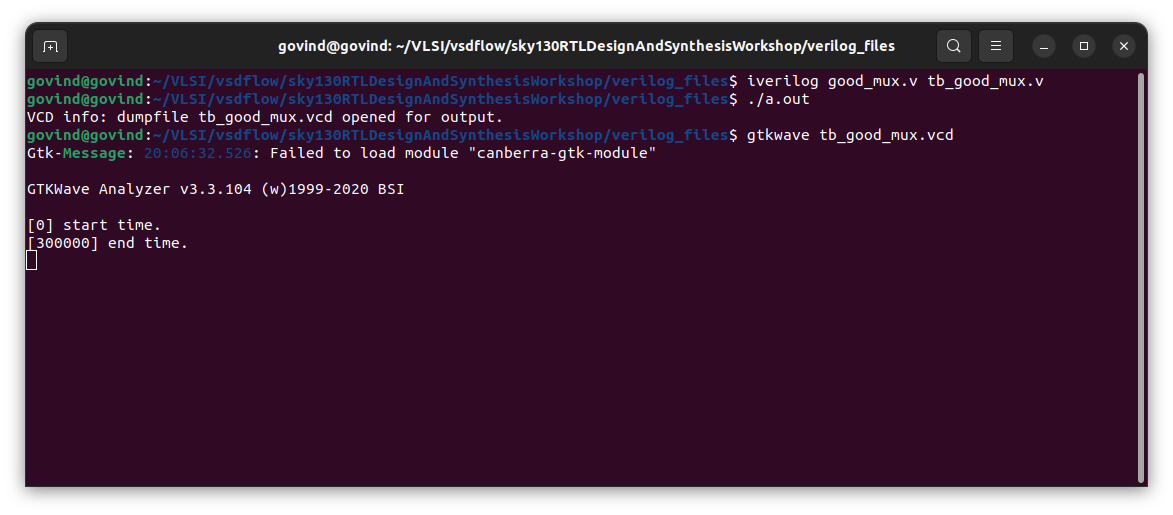 govind@govind: ~/VLSI/vsdflow/sky130RTLDesignAndSynthesisWorkshop/verilog_files
govind@govind:~/VLSI/vsdflow/sky130RTLDesignAndSynthesisWorkshop/verilog_files$ iverilog good_mux.v tb_good_mux.v
govind@govind:~/VLSI/vsdflow/sky130RTLDesignAndSynthesisWorkshop/verilog_files$ ./a.out
VCD info: dumpfile tb_good_mux.vcd opened for output.
govind@govind:~/VLSI/vsdflow/sky130RTLDesignAndSynthesisWorkshop/verilog_files$ gtkwave tb_good_mux.vcd
Gtk-Message: 20:06:32.526: Failed to load module "canberra-gtk-module"
GTKWave Analyzer v3.3.104 (w)1999-2020 BSI
[0] start time.
[300000] end time.